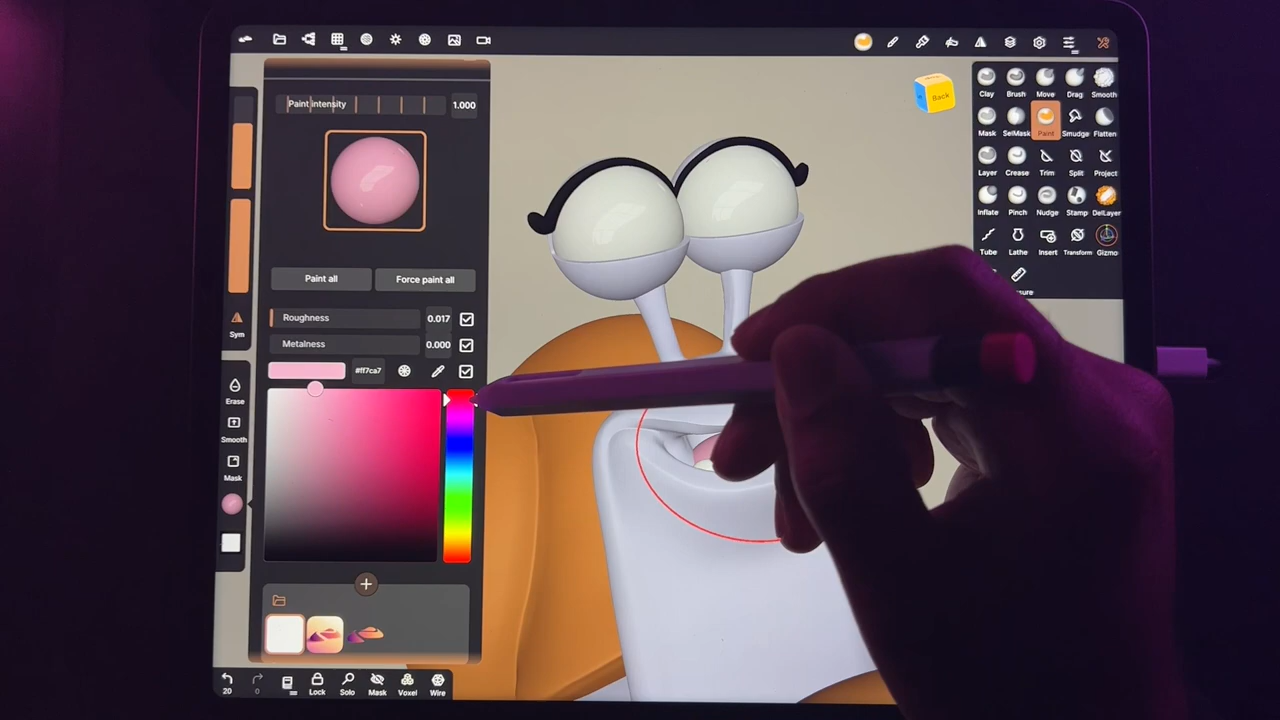 Paint intensity 1.000
Back
Clay Brush Move Drag Smooth
Mask SelMask Paint Smudge Flatten
Layer Crease Trim Split Project
Inflate Pinch Nudge Stamp DelLayer
Tube Lathe Insert Transform Gizmo
Paint all Force paint all
Roughness 0.017
Sym
Metalness 0.000
#ff7ca7
Erase
Smooth
Mask
20 0 Lock Solo Mask Voxel Wire